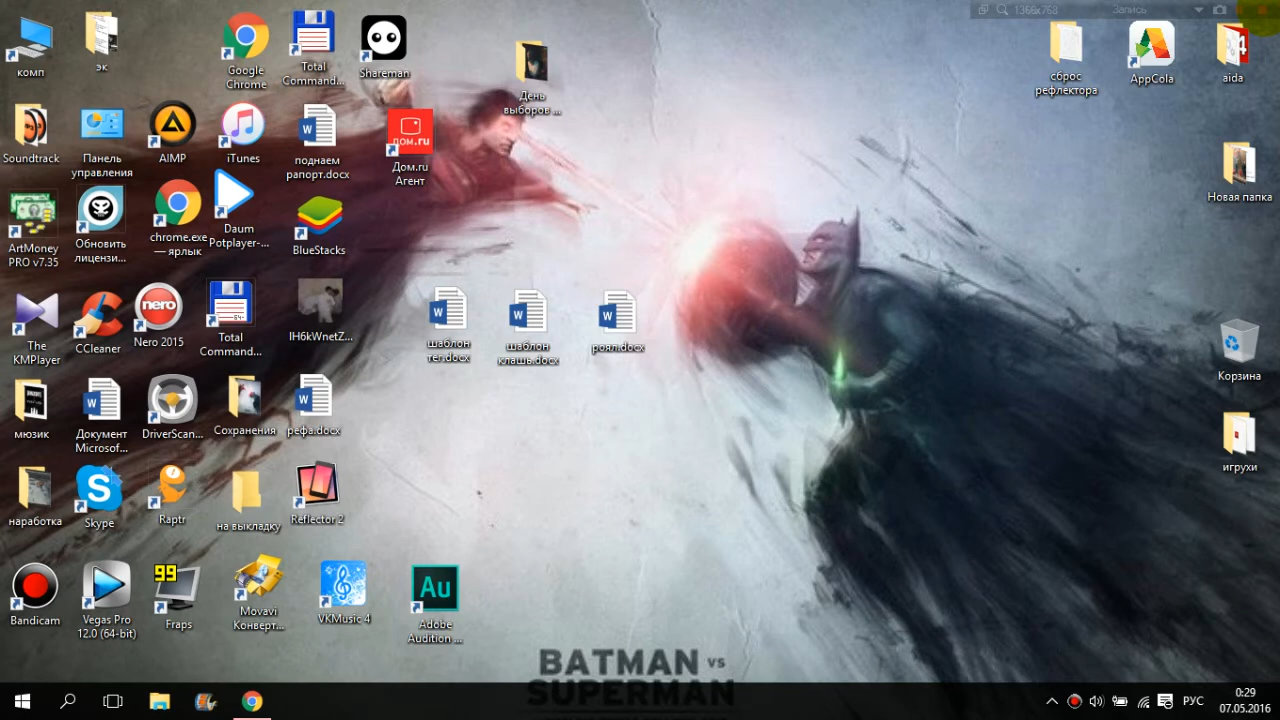 1366x768
Запись
комп
эк
Google
Chrome
Total
Command...
Shareman
День
выборов ...
сброс
рефлектора
AppCola
aida
Soundtrack
Панель
управления
AIMP
iTunes
поднаем
рапорт.docx
дом.ru
Дом.ru
Агент
Новая папка
ArtMoney
PRO v7.35
Обновить
лицензи...
chrome.exe
— ярлык
Daum
Potplayer-...
BlueStacks
The
KMPlayer
CCleaner
nero
Nero 2015
64
Total
Command...
IH6kWnetZ...
шаблон
тег.docx
шаблон
клашь.docx
роял.docx
Корзина
мюзик
Документ
Microsof...
DriverScan...
Сохранения
рефа.docx
игрухи
наработка
Skype
Raptr
на выкладку
Reflector 2
Bandicam
Vegas Pro
12.0 (64-bit)
99
Fraps
Movavi
Конверт...
VKMusic 4
Au
Adobe
Audition ...
BATMAN VS
SUPERMAN
РУС
0:29
07.05.2016